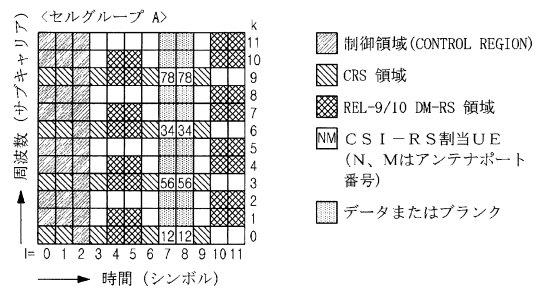 <セルグループ A>
周波数 (サブキャリア)
k
11
10
9
8
7
6
5
4
3
2
1
0
78 78
34 34
56 56
12 12
l= 0 1 2 3 4 5 6 7 8 9 10 11
時間 (シンボル)
制御領域(CONTROL REGION)
CRS 領域
REL-9/10 DM-RS 領域
NM CSI-RS割当UE
(N、Mはアンテナポート
番号)
データまたはブランク